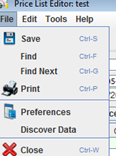 Price List Editor: test
File Edit Tools Help
Save Ctrl-S
Find Ctrl-F
Find Next Ctrl-G
Print Ctrl-P
Preferences
Discover Data
Close Ctrl-W